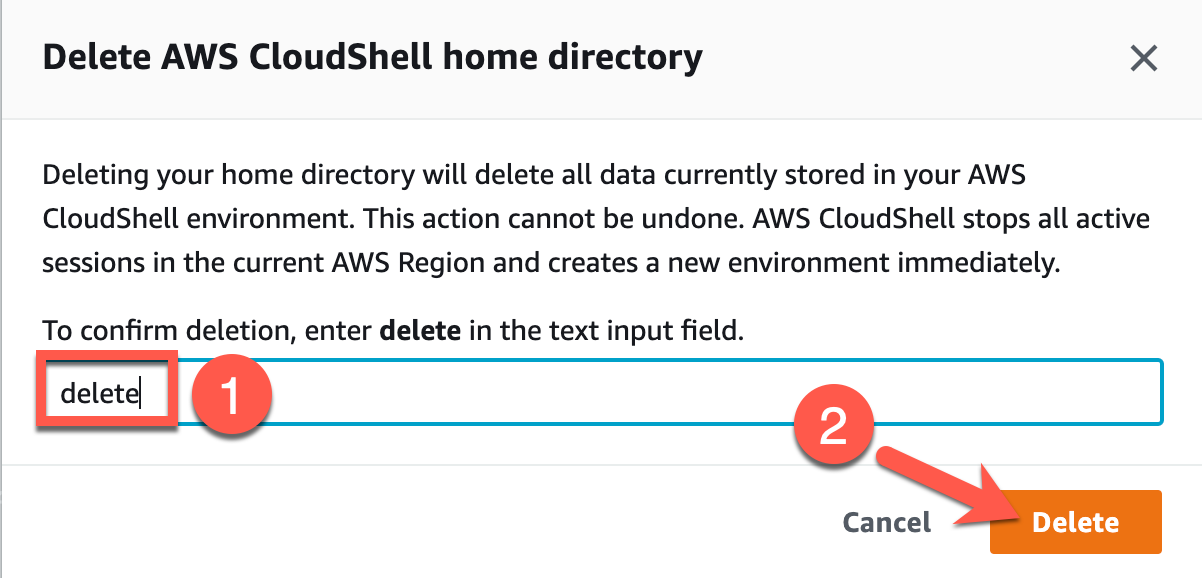 Delete AWS CloudShell home directory
Deleting your home directory will delete all data currently stored in your AWS
CloudShell environment. This action cannot be undone. AWS CloudShell stops all active
sessions in the current AWS Region and creates a new environment immediately.
To confirm deletion, enter delete in the text input field.
delete
1
2
Cancel
Delete